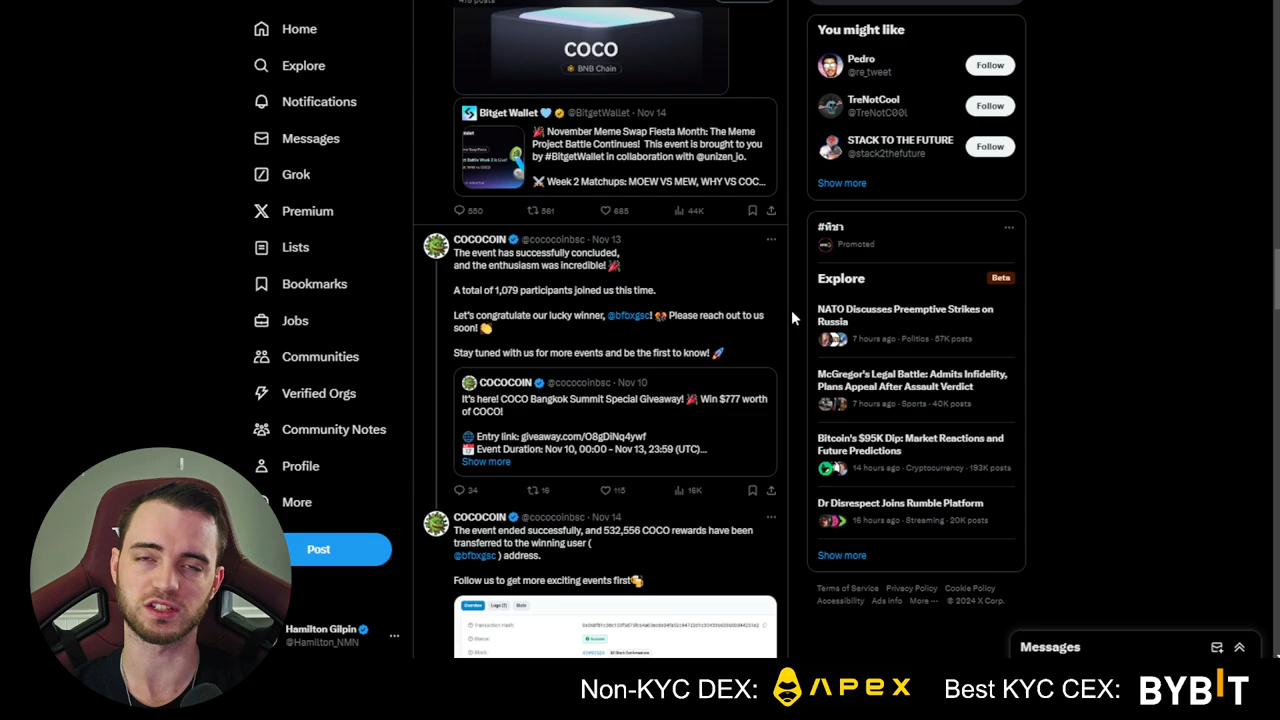 Home
Explore
Notifications
Messages
Grok
Premium
Lists
Bookmarks
Jobs
Communities
Verified Orgs
Community Notes
Profile
More
Post
Hamilton Gilpin
@Hamilton_NMN
COCO
BNB Chain
Bitget Wallet @BitgetWallet · Nov 14
🎉 November Meme Swap Fiesta Month: The Meme
Project Battle Continues! This event is brought to you
by #BitgetWallet in collaboration with @unizen_io.
⚔️ Week 2 Matchups: MOEW VS MEW, WHY VS COC...
550 561 685 44K
COCOCOIN @cococoinbsc · Nov 13
The event has successfully concluded,
and the enthusiasm was incredible! 🎉
A total of 1,079 participants joined us this time.
Let's congratulate our lucky winner, @bfbxgsc! 🎊 Please reach out to us
soon! 👏
Stay tuned with us for more events and be the first to know! 🚀
COCOCOIN @cococoinbsc · Nov 10
It's here! COCO Bangkok Summit Special Giveaway! 🎉 Win $777 worth
of COCO!
🌐 Entry link: giveaway.com/O8gDiNq4ywf
📅 Event Duration: Nov 10, 00:00 - Nov 13, 23:59 (UTC)...
Show more
34 16 115 16K
COCOCOIN @cococoinbsc · Nov 14
The event ended successfully, and 532,556 COCO rewards have been
transferred to the winning user (
@bfbxgsc ) address.
Follow us to get more exciting events first
Overview
Transaction Hash:
Status:
Success
Block:
You might like
Pedro
@re_tweet
Follow
TreNotCool
@TreNotC00l
Follow
STACK TO THE FUTURE
@stack2thefuture
Follow
Show more
#ทิชา
Promoted
Explore
Beta
NATO Discusses Preemptive Strikes on
Russia
7 hours ago · Politics · 57K posts
McGregor's Legal Battle: Admits Infidelity,
Plans Appeal After Assault Verdict
7 hours ago · Sports · 40K posts
Bitcoin's $95K Dip: Market Reactions and
Future Predictions
14 hours ago · Cryptocurrency · 193K posts
Dr Disrespect Joins Rumble Platform
16 hours ago · Streaming · 20K posts
Show more
Terms of Service Privacy Policy Cookie Policy
Accessibility Ads info More ··· © 2024 X Corp.
Messages
Non-KYC DEX: APEX Best KYC CEX: BYBIT